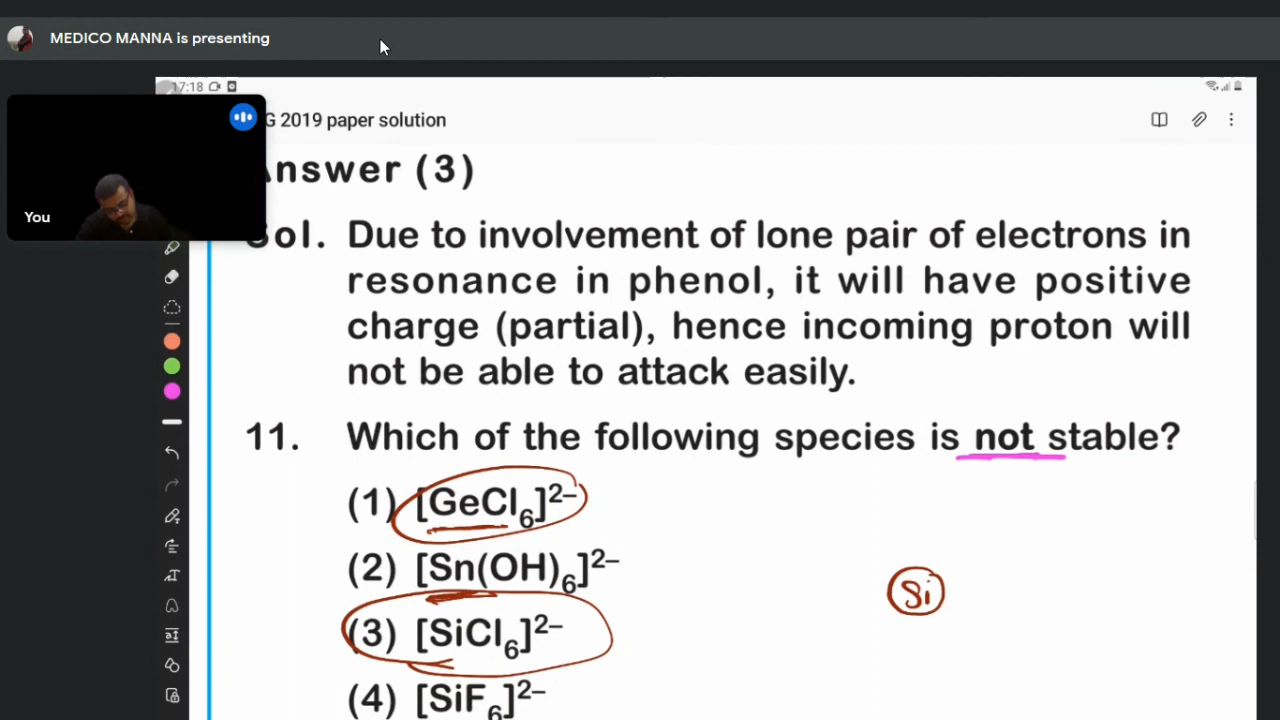 MEDICO MANNA is presenting
17:18
You
G 2019 paper solution
Answer (3)
Sol. Due to involvement of lone pair of electrons in
resonance in phenol, it will have positive
charge (partial), hence incoming proton will
not be able to attack easily.
11. Which of the following species is not stable?
(1) [GeCl₆]²⁻
(2) [Sn(OH)₆]²⁻
Si
(3) [SiCl₆]²⁻
(4) [SiF₆]²⁻